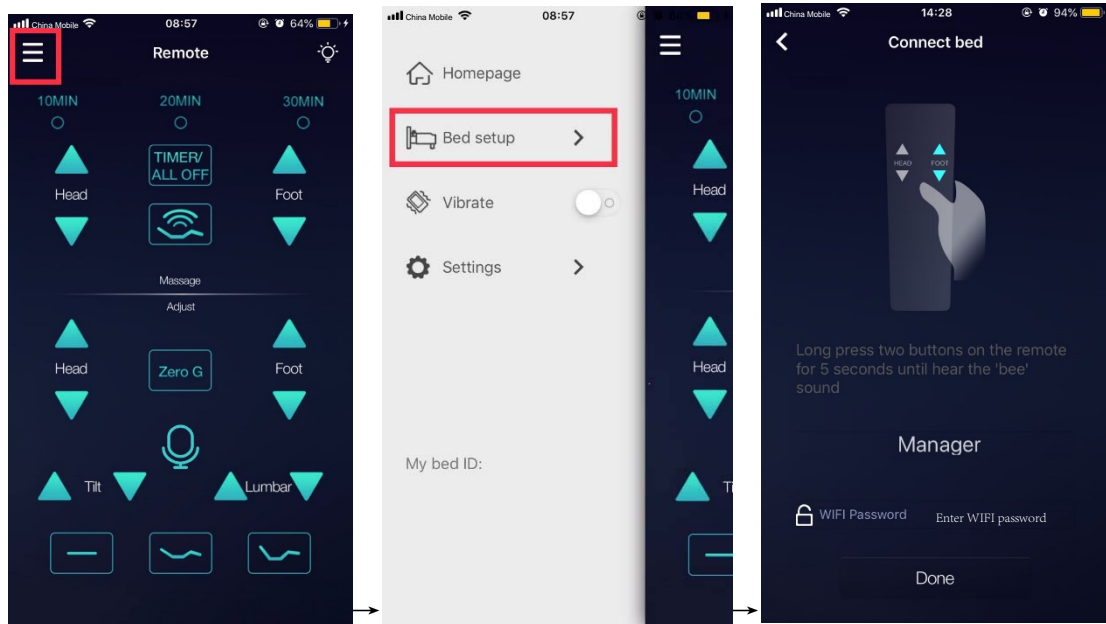 China Mobile 08:57 64%
Remote
10MIN 20MIN 30MIN
TIMER/
ALL OFF
Head Foot
Massage
Adjust
Head Zero G Foot
Tilt Lumbar
China Mobile 08:57
Homepage
Bed setup
Vibrate
Settings
My bed ID:
10MIN
Head
Head
China Mobile 14:28 94%
Connect bed
HEAD FOOT
Long press two buttons on the remote
for 5 seconds until hear the 'bee'
sound
Manager
WIFI Password Enter WIFI password
Done